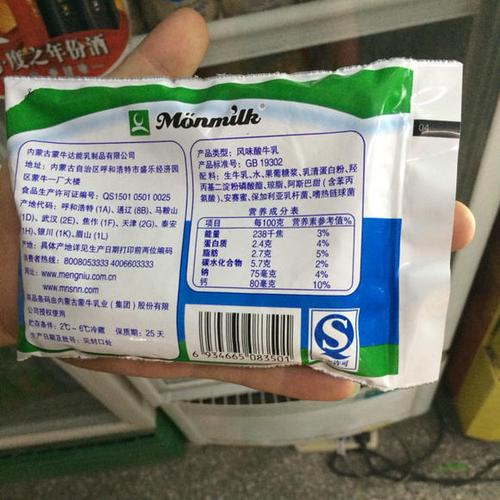 度之年份酒
Mönmilk
内蒙古蒙牛达能乳制品有限公司
地址：内蒙古自治区呼和浩特市盛乐经济园
区蒙牛一厂大楼
食品生产许可证编号：QS1501 0501 0025
产地代码：呼和浩特(1A)、通辽(8B)、马鞍山
(1D)、武汉(2E)、焦作(1F)、天津(2G)、泰安
(1H)、银川(1K)、眉山(1L)
产地：具体产地详见生产日期打印前两位编码
服务热线：8008053333 4006603333
网址：www.mengniu.com.cn
www.mnsnn.com
商品条码由内蒙古蒙牛乳业（集团）股份有限
公司授权使用
贮存条件：2℃~6℃冷藏 保质期：25天
生产日期及批号：见封口处
产品类型：风味酸牛乳
产品标准号：GB 19302
配料：生牛乳、水、果葡糖浆、乳清蛋白粉、羟
丙基二淀粉磷酸酯、琼脂、阿斯巴甜(含苯丙
氨酸)、安赛蜜、保加利亚乳杆菌、嗜热链球菌
营养成分表
项目 每100克 营养素参考值%
能量 238千焦 3%
蛋白质 2.4克 4%
脂肪 2.7克 5%
碳水化合物 5.7克 2%
钠 75毫克 4%
钙 80毫克 10%
6 934665 083501
S